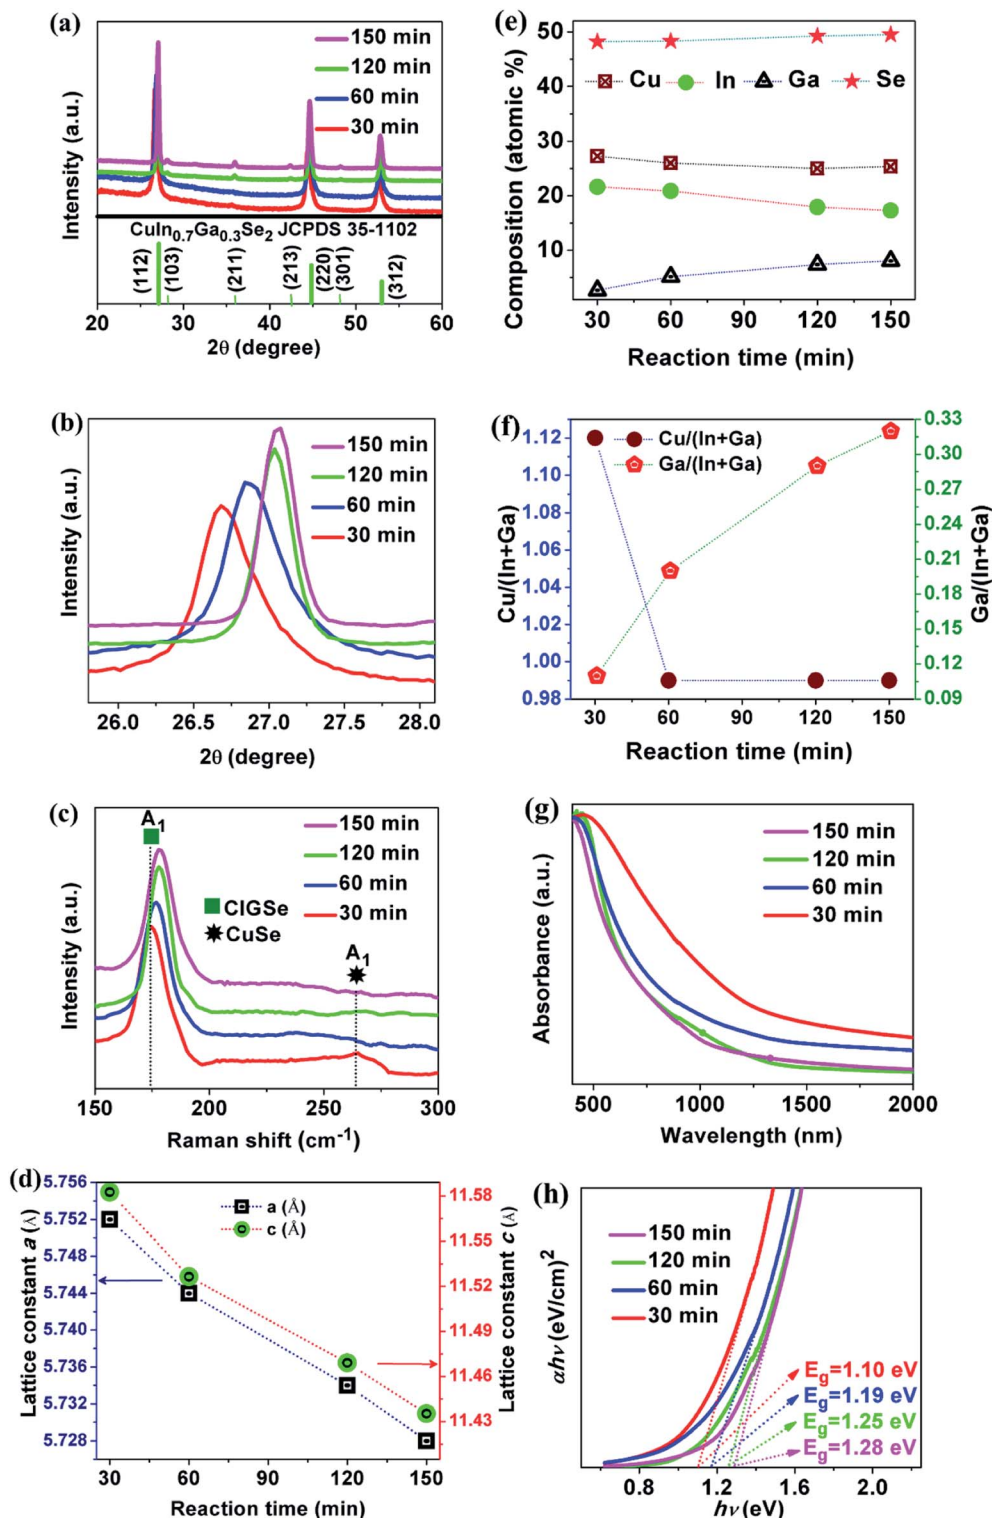 (a)
150 min
120 min
60 min
30 min
Intensity (a.u.)
CuIn0.7Ga0.3Se2 JCPDS 35-1102
(112)
(103)
(211)
(213)
(220)
(301)
(312)
20 30 40 50 60
2θ (degree)
(b)
150 min
120 min
60 min
30 min
Intensity (a.u.)
26.0 26.5 27.0 27.5 28.0
2θ (degree)
(c)
A1
150 min
120 min
60 min
30 min
CIGSe
CuSe
A1
Intensity (a.u.)
150 200 250 300
Raman shift (cm-1)
(d)
5.756
5.752
5.748
5.744
5.740
5.736
5.732
5.728
Lattice constant a (Å)
a (Å)
c (Å)
11.58
11.55
11.52
11.49
11.46
11.43
Lattice constant c (Å)
30 60 90 120 150
Reaction time (min)
(e)
50
40
30
20
10
Composition (atomic %)
Cu In Ga Se
30 60 90 120 150
Reaction time (min)
(f)
1.12
1.10
1.08
1.06
1.04
1.02
1.00
0.98
Cu/(In+Ga)
Cu/(In+Ga)
Ga/(In+Ga)
0.33
0.30
0.27
0.24
0.21
0.18
0.15
0.12
0.09
Ga/(In+Ga)
30 60 90 120 150
Reaction time (min)
(g)
150 min
120 min
60 min
30 min
Absorbance (a.u.)
500 1000 1500 2000
Wavelength (nm)
(h)
150 min
120 min
60 min
30 min
αhν (eV/cm)2
Eg=1.10 eV
Eg=1.19 eV
Eg=1.25 eV
Eg=1.28 eV
0.8 1.2 1.6 2.0
hν (eV)